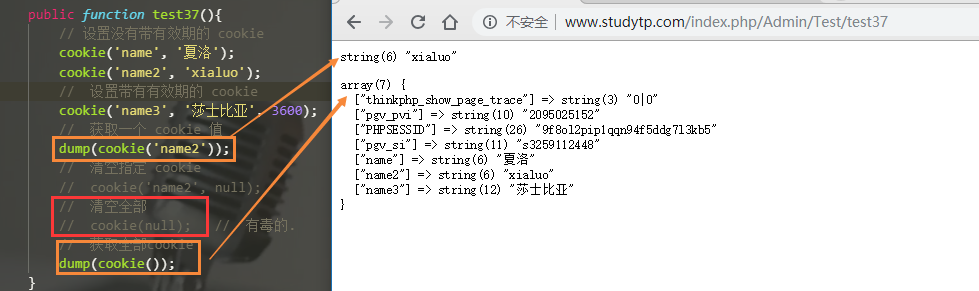 public function test37(){
// 设置没有带有效期的 cookie
cookie('name', '夏洛');
cookie('name2', 'xialuo');
// 设置带有有效期的 cookie
cookie('name3', '莎士比亚', 3600);
// 获取一个 cookie 值
dump(cookie('name2'));
// 清空指定 cookie
// cookie('name2', null);
// 清空全部
// cookie(null); // 有毒的.
// 获取全部cookie
dump(cookie());
}
不安全 | www.studytp.com/index.php/Admin/Test/test37
string(6) "xialuo"
array(7) {
["thinkphp_show_page_trace"] => string(3) "0|0"
["pgv_pvi"] => string(10) "2095025152"
["PHPSESSID"] => string(26) "9f8ol2pip1qqn94f5ddg7l3kb5"
["pgv_si"] => string(11) "s3259112448"
["name"] => string(6) "夏洛"
["name2"] => string(6) "xialuo"
["name3"] => string(12) "莎士比亚"
}